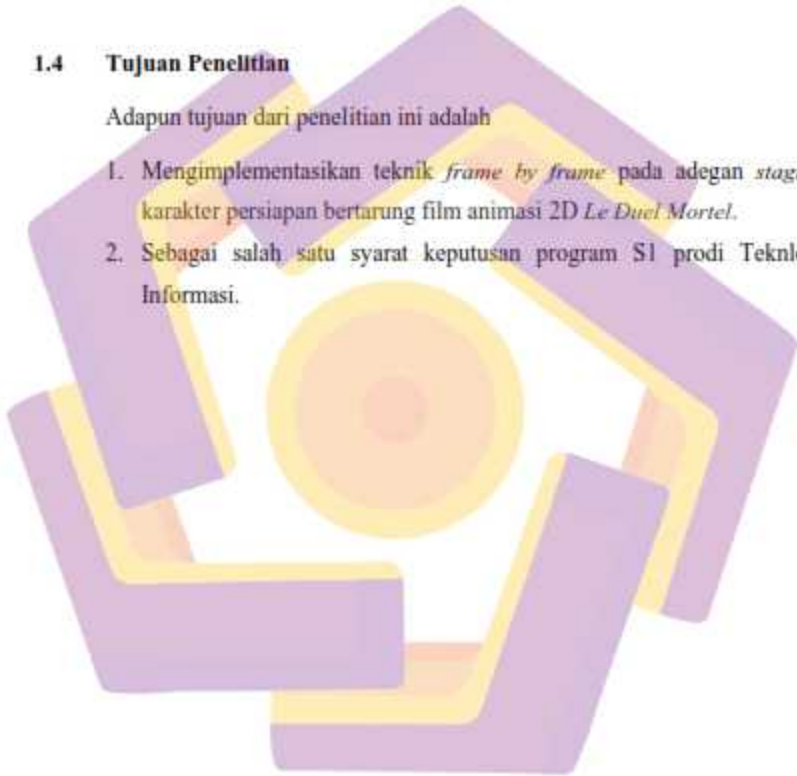 1.4 Tujuan Penelitian
Adapun tujuan dari penelitian ini adalah
1. Mengimplementasikan teknik frame by frame pada adegan
karakter persiapan bertarung film animasi 2D Le Duel Mortel.
2. Sebagai salah satu syarat keputusan program S1 prodi
Informasi.